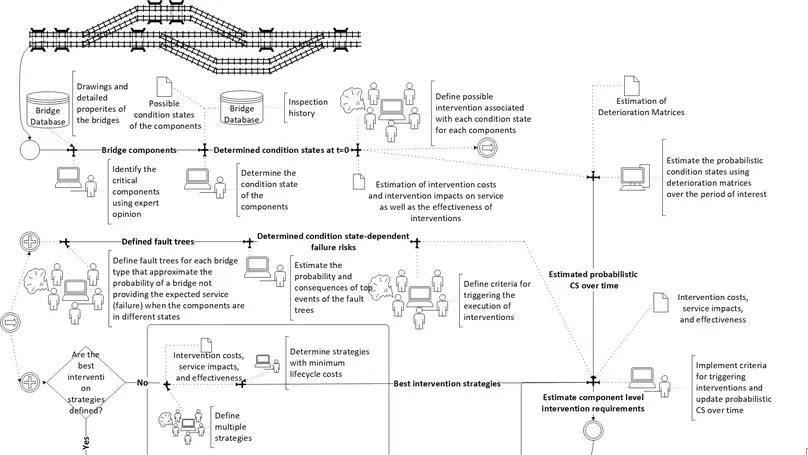 Drawings and
detailed
properites of
the bridges
Bridge
Database
Possible
condition states
of the components
Bridge
Database
Inspection
history
Define possible
intervention associated
with each condition state
for each components
Estimation of
Deterioration Matrices
Bridge components
Determined condition states at t=0
Identify the
critical
components
using expert
opinion
Determine the
condition state
of the
components
Estimation of intervention costs
and intervention impacts on service
as well as the effectiveness of
interventions
Estimate the probabilistic
condition states using
deterioration matrices
over the period of interest
Defined fault trees
Determined condition state-dependent
failure risks
Define fault trees for each bridge
type that approximate the
probability of a bridge not
providing the expected service
(failure) when the components are
in different states
Estimate the
probability and
consequences of top
events of the fault
trees
Define criteria for
triggering the
execution of
interventions
Estimated probabilistic
CS over time
Intervention costs,
service impacts,
and effectiveness
Are the
best
interventi
on
strategies
defined?
No
Yes
Intervention costs,
service impacts,
and effectiveness
Determine strategies
with minimum
lifecycle costs
Define
multiple
strategies
Best intervention strategies
Estimate component level
intervention requirements
Implement criteria
for triggering
interventions and
update probabilistic
CS over time